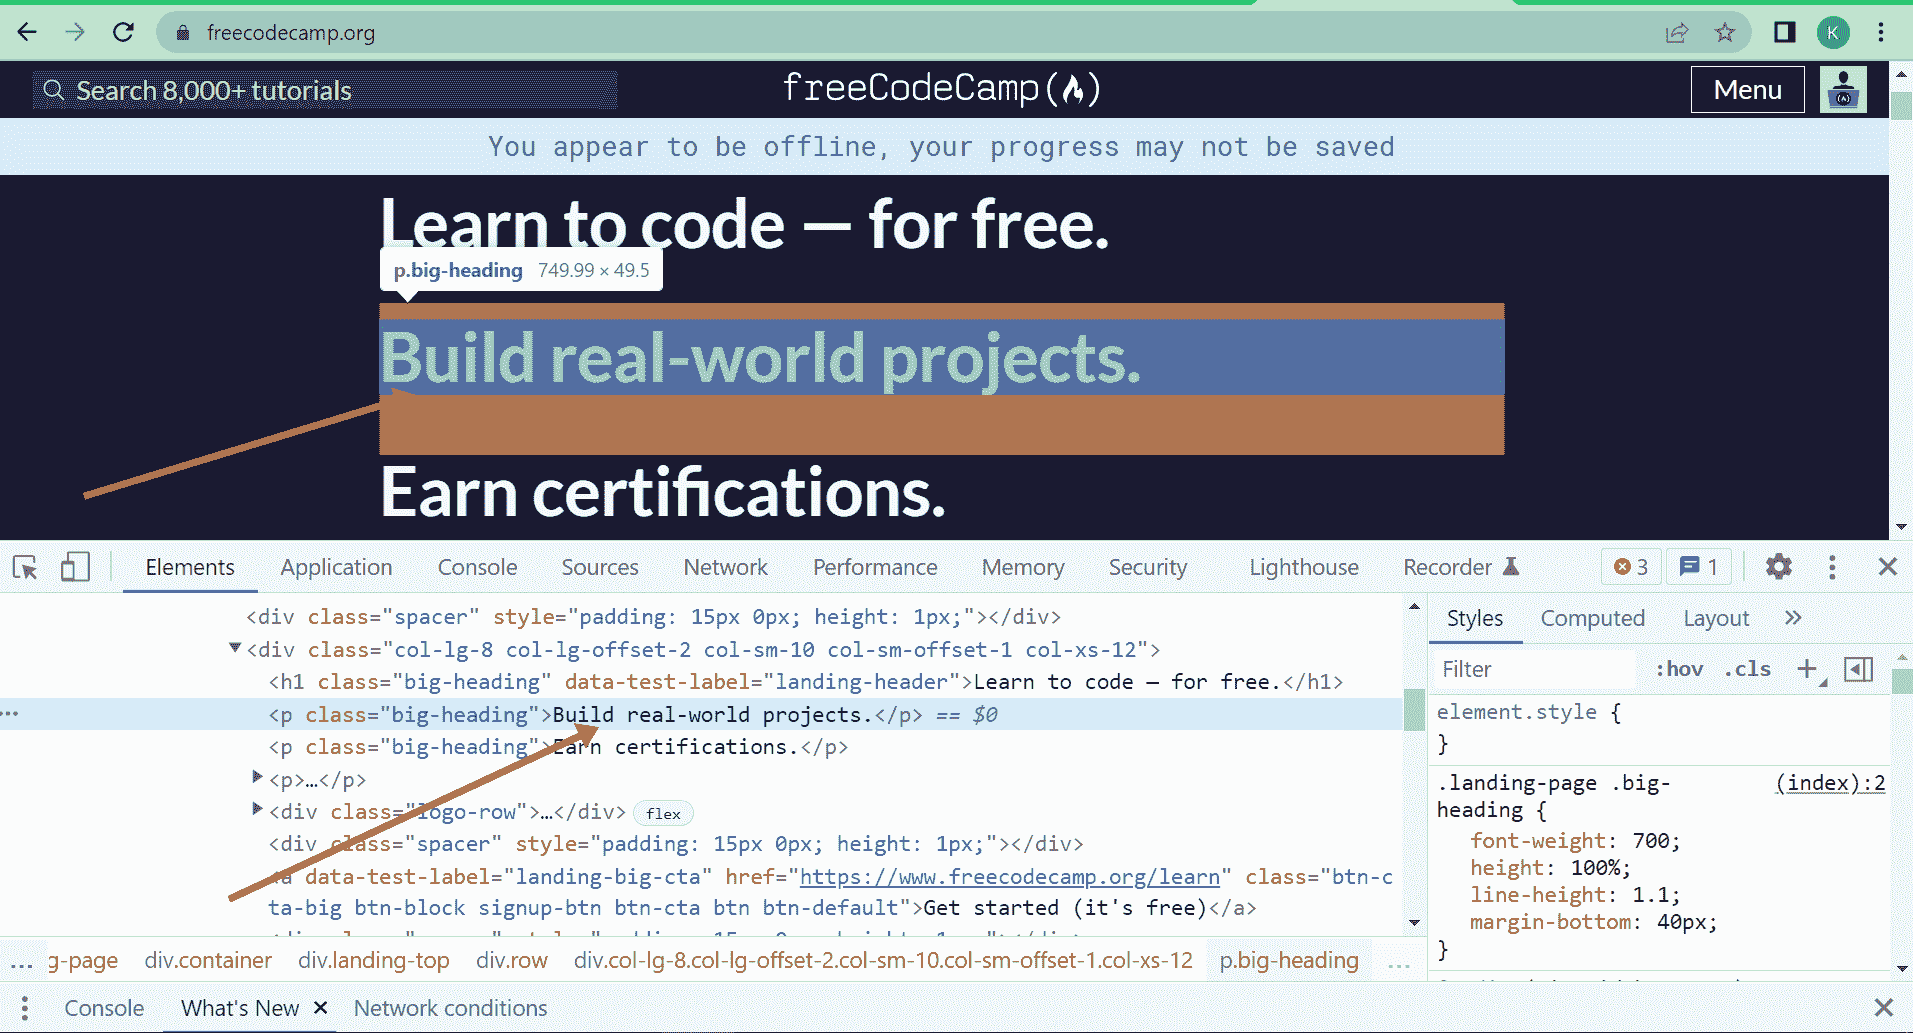 freecodecamp.org
K
Search 8,000+ tutorials
freeCodeCamp(🔥)
Menu
You appear to be offline, your progress may not be saved
Learn to code — for free.
p.big-heading 749.99 × 49.5
Build real-world projects.
Earn certifications.
Elements Application Console Sources Network Performance Memory Security Lighthouse Recorder 3 1
<div class="spacer" style="padding: 15px 0px; height: 1px;"></div>
<div class="col-lg-8 col-lg-offset-2 col-sm-10 col-sm-offset-1 col-xs-12">
<h1 class="big-heading" data-test-label="landing-header">Learn to code — for free.</h1>
<p class="big-heading">Build real-world projects.</p> == $0
<p class="big-heading">Earn certifications.</p>
<p>…</p>
<div class="logo-row">…</div> flex
<div class="spacer" style="padding: 15px 0px; height: 1px;"></div>
<a data-test-label="landing-big-cta" href="https://www.freecodecamp.org/learn" class="btn-c
ta-big btn-block signup-btn btn-cta btn btn-default">Get started (it's free)</a>
Styles Computed Layout »
Filter :hov .cls +
element.style {
}
.landing-page .big- (index):2
heading {
font-weight: 700;
height: 100%;
line-height: 1.1;
margin-bottom: 40px;
}
... g-page div.container div.landing-top div.row div.col-lg-8.col-lg-offset-2.col-sm-10.col-sm-offset-1.col-xs-12 p.big-heading ...
Console What's New × Network conditions